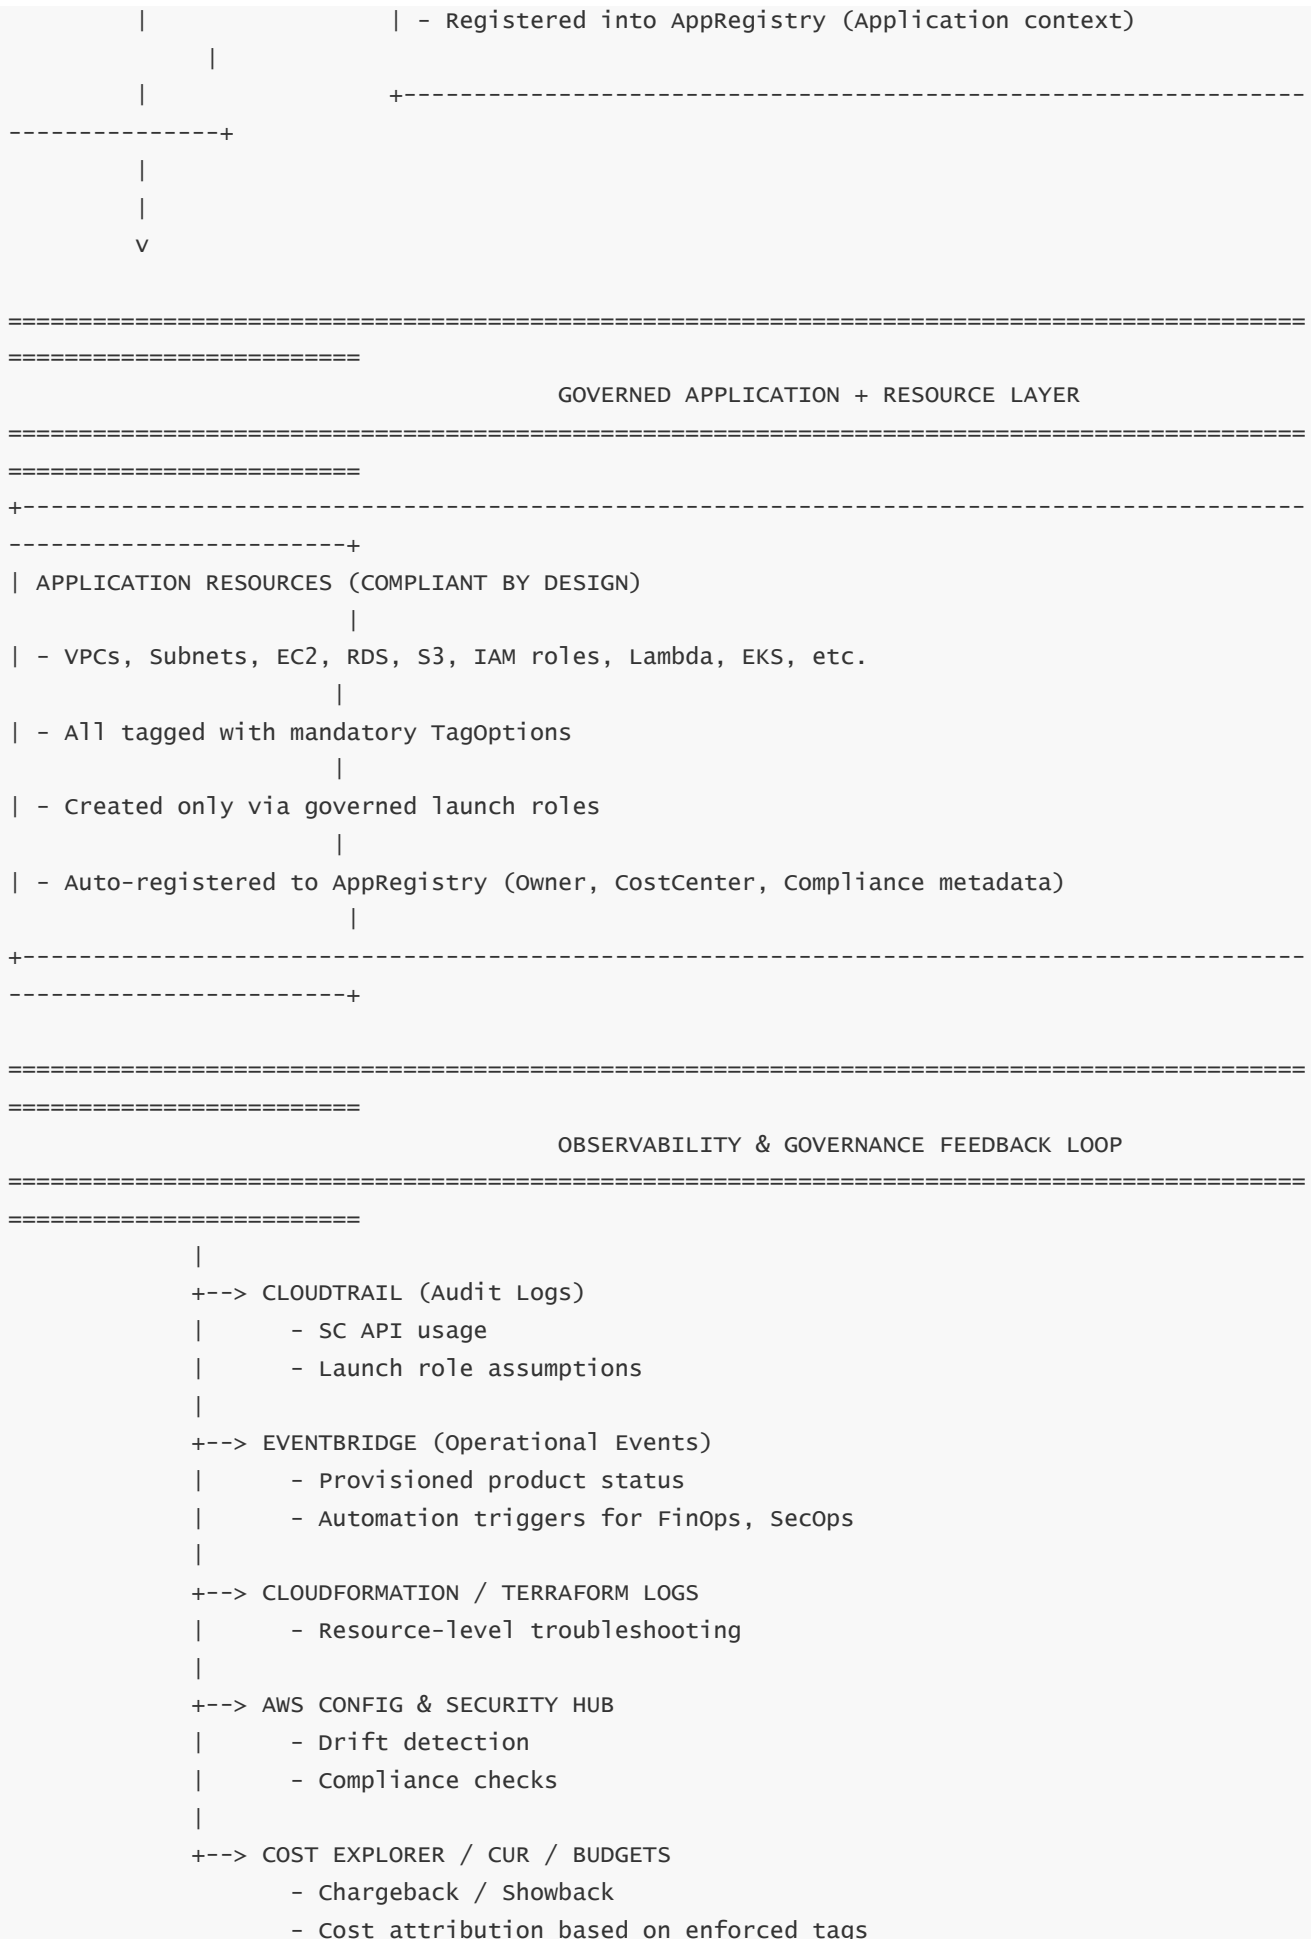 |                 | - Registered into AppRegistry (Application context)
|
|                 +----------------------------------------------------------------
---------------+
|
|
v
============================================================================================
=========================
GOVERNED APPLICATION + RESOURCE LAYER
============================================================================================
=========================
+-------------------------------------------------------------------------------------------
------------------------+
| APPLICATION RESOURCES (COMPLIANT BY DESIGN)
|
| - VPCs, Subnets, EC2, RDS, S3, IAM roles, Lambda, EKS, etc.
|
| - All tagged with mandatory TagOptions
|
| - Created only via governed launch roles
|
| - Auto-registered to AppRegistry (Owner, CostCenter, Compliance metadata)
|
+-------------------------------------------------------------------------------------------
------------------------+
============================================================================================
=========================
OBSERVABILITY & GOVERNANCE FEEDBACK LOOP
============================================================================================
=========================
|
+--> CLOUDTRAIL (Audit Logs)
|      - SC API usage
|      - Launch role assumptions
|
+--> EVENTBRIDGE (Operational Events)
|      - Provisioned product status
|      - Automation triggers for FinOps, SecOps
|
+--> CLOUDFORMATION / TERRAFORM LOGS
|      - Resource-level troubleshooting
|
+--> AWS CONFIG & SECURITY HUB
|      - Drift detection
|      - Compliance checks
|
+--> COST EXPLORER / CUR / BUDGETS
- Chargeback / Showback
- Cost attribution based on enforced tags